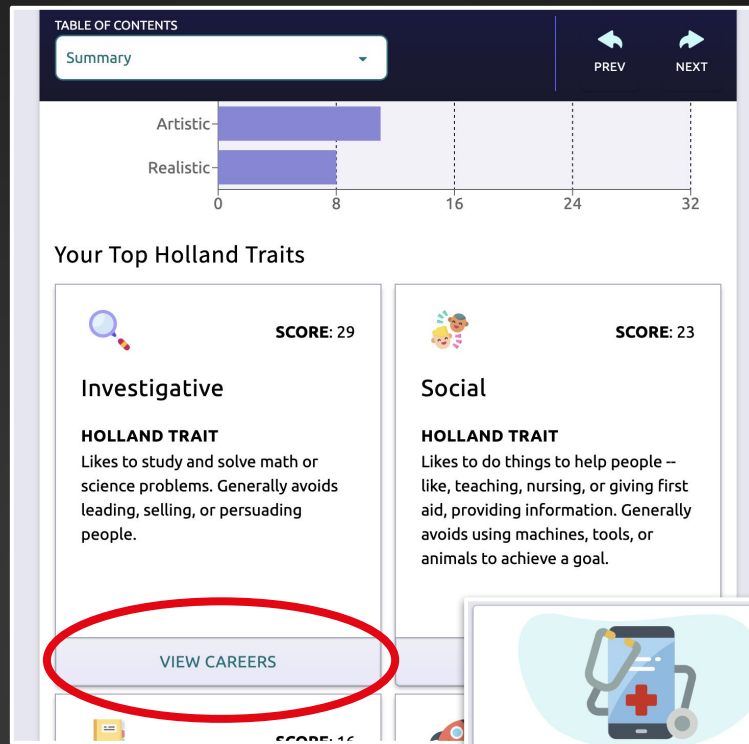 TABLE OF CONTENTS
Summary
PREV
NEXT
Artistic
Realistic
0 8 16 24 32
Your Top Holland Traits
SCORE: 29
Investigative
HOLLAND TRAIT
Likes to study and solve math or
science problems. Generally avoids
leading, selling, or persuading
people.
VIEW CAREERS
SCORE: 23
Social
HOLLAND TRAIT
Likes to do things to help people --
like, teaching, nursing, or giving first
aid, providing information. Generally
avoids using machines, tools, or
animals to achieve a goal.
SCORE: 16